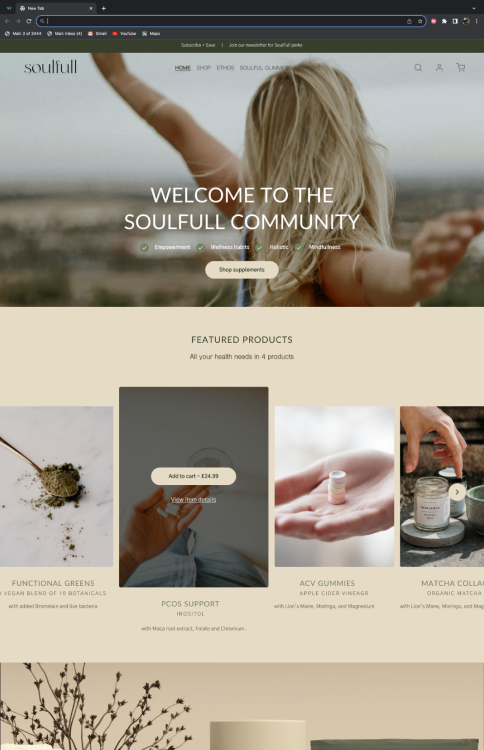 New Tab
Main 2 of 2444
Main Inbox (4)
Gmail
YouTube
Maps
Subscribe + Save | Join our newsletter for SoulFull perks
soulfull
HOME SHOP ETHOS SOULFUL
WELCOME TO THE
SOULFULL COMMUNITY
Empowerment Wellness habits Holistic Mindfullness
Shop supplements
FEATURED PRODUCTS
All your health needs in 4 products
Add to cart - £24.99
View item details
FUNCTIONAL GREENS
A VEGAN BLEND OF 10 BOTANICALS
with added Bromelain and live bacteria
PCOS SUPPORT
INOSITOL
with Maca root extract, Folate and Chromium.
ACV GUMMIES
APPLE CIDER VINEAGR
with Lion's Mane, Moringa, and Magnesium
MATCHA COLLA
ORGANIC MATCHA
with Lion's Mane, Moringa, and Mag